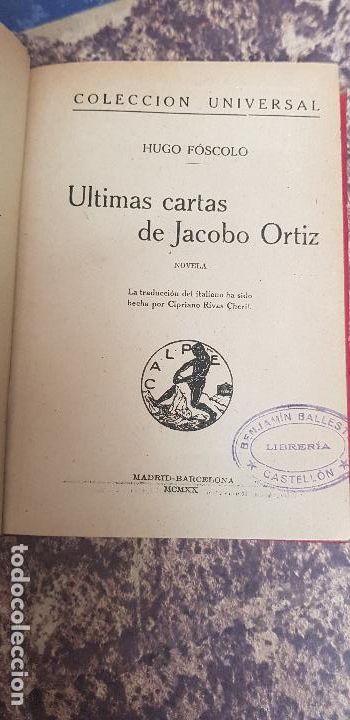 COLECCION UNIVERSAL
HUGO FÓSCOLO
Ultimas cartas
de Jacobo Ortiz
NOVELA
La traducción del italiano ha sido
hecha por Cipriano Rivas Cherif.
CALPE
BENJAMÍN BALLEST
LIBRERÍA
CASTELLÓN
MADRID-BARCELONA
MCMXX
todocoleccion